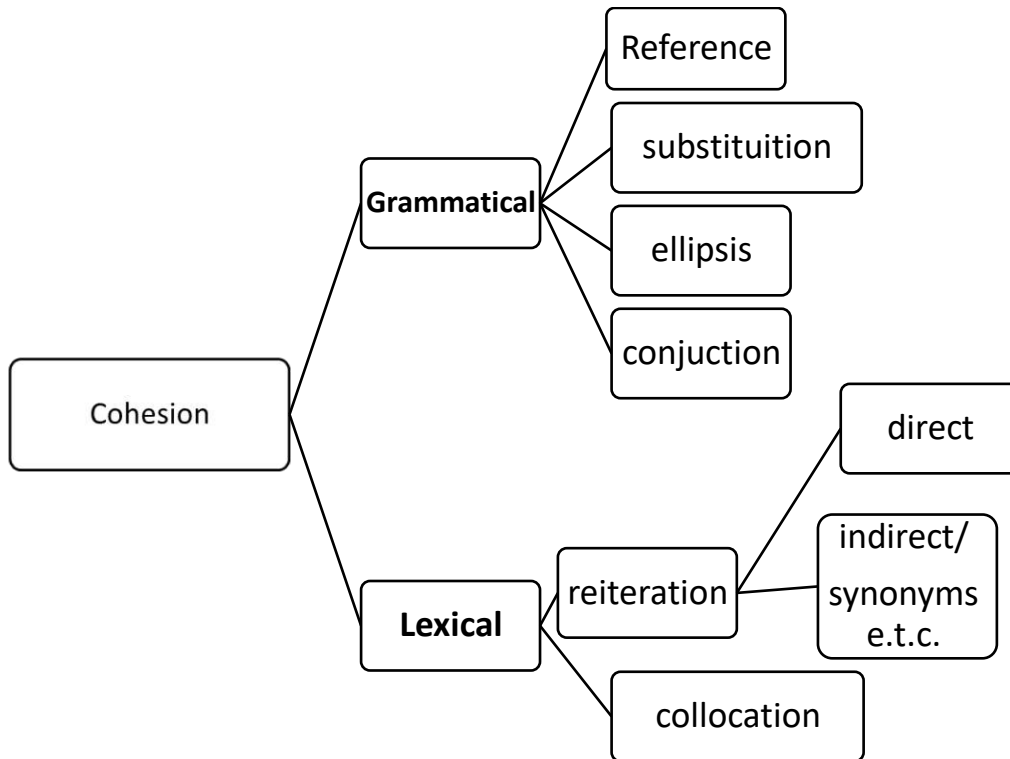 Reference
substituition
Grammatical
ellipsis
conjuction
Cohesion
direct
indirect/
synonyms
e.t.c.
reiteration
Lexical
collocation